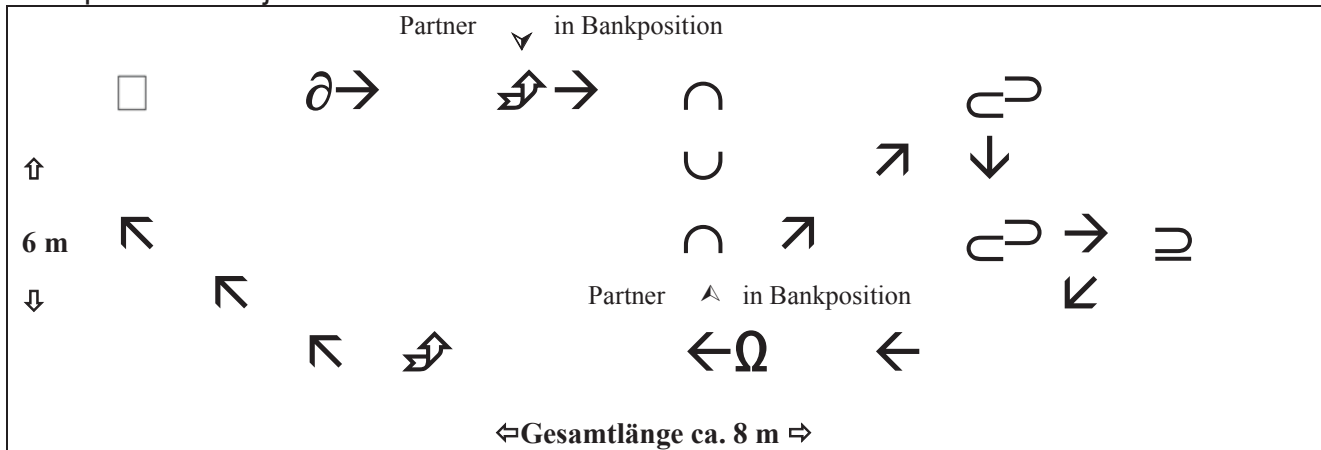 Partner in Bankposition
6 m
Partner in Bankposition
⇦Gesamtlänge ca. 8 m ⇨